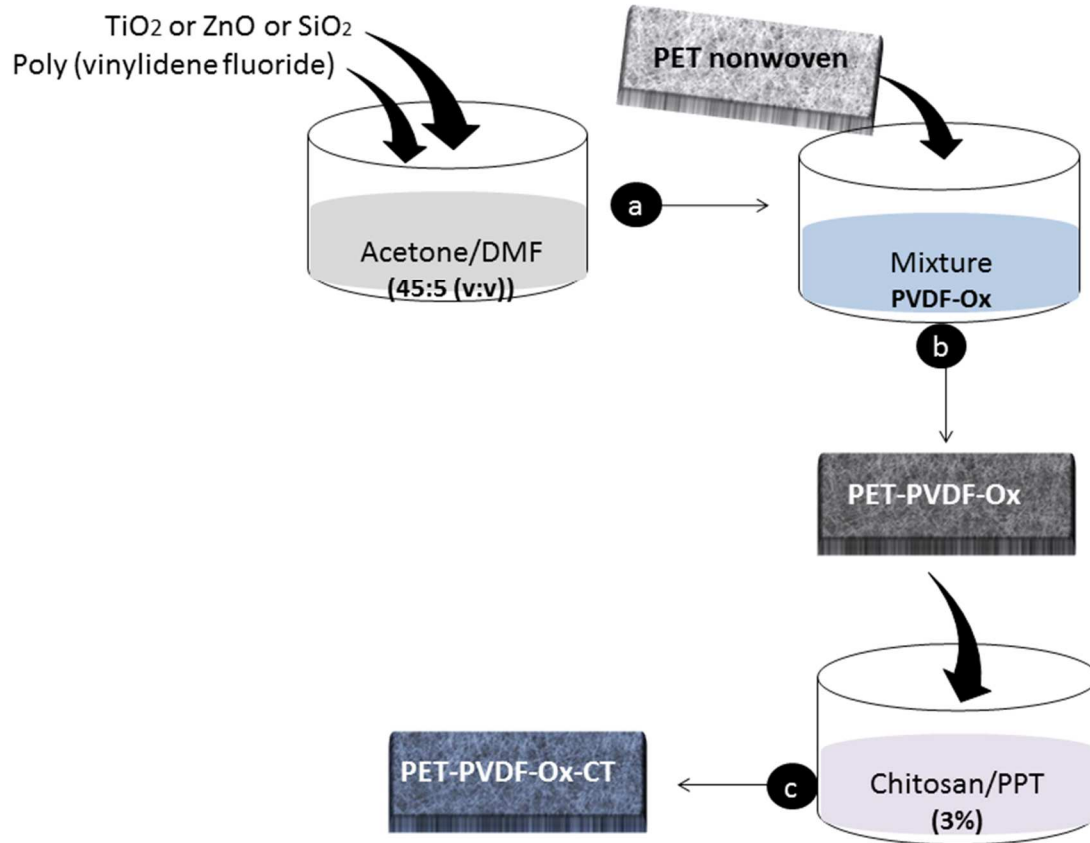 TiO2 or ZnO or SiO2
Poly (vinylidene fluoride)
PET nonwoven
a
Acetone/DMF
(45:5 (v:v))
Mixture
PVDF-Ox
b
PET-PVDF-Ox
PET-PVDF-Ox-CT
c
Chitosan/PPT
(3%)